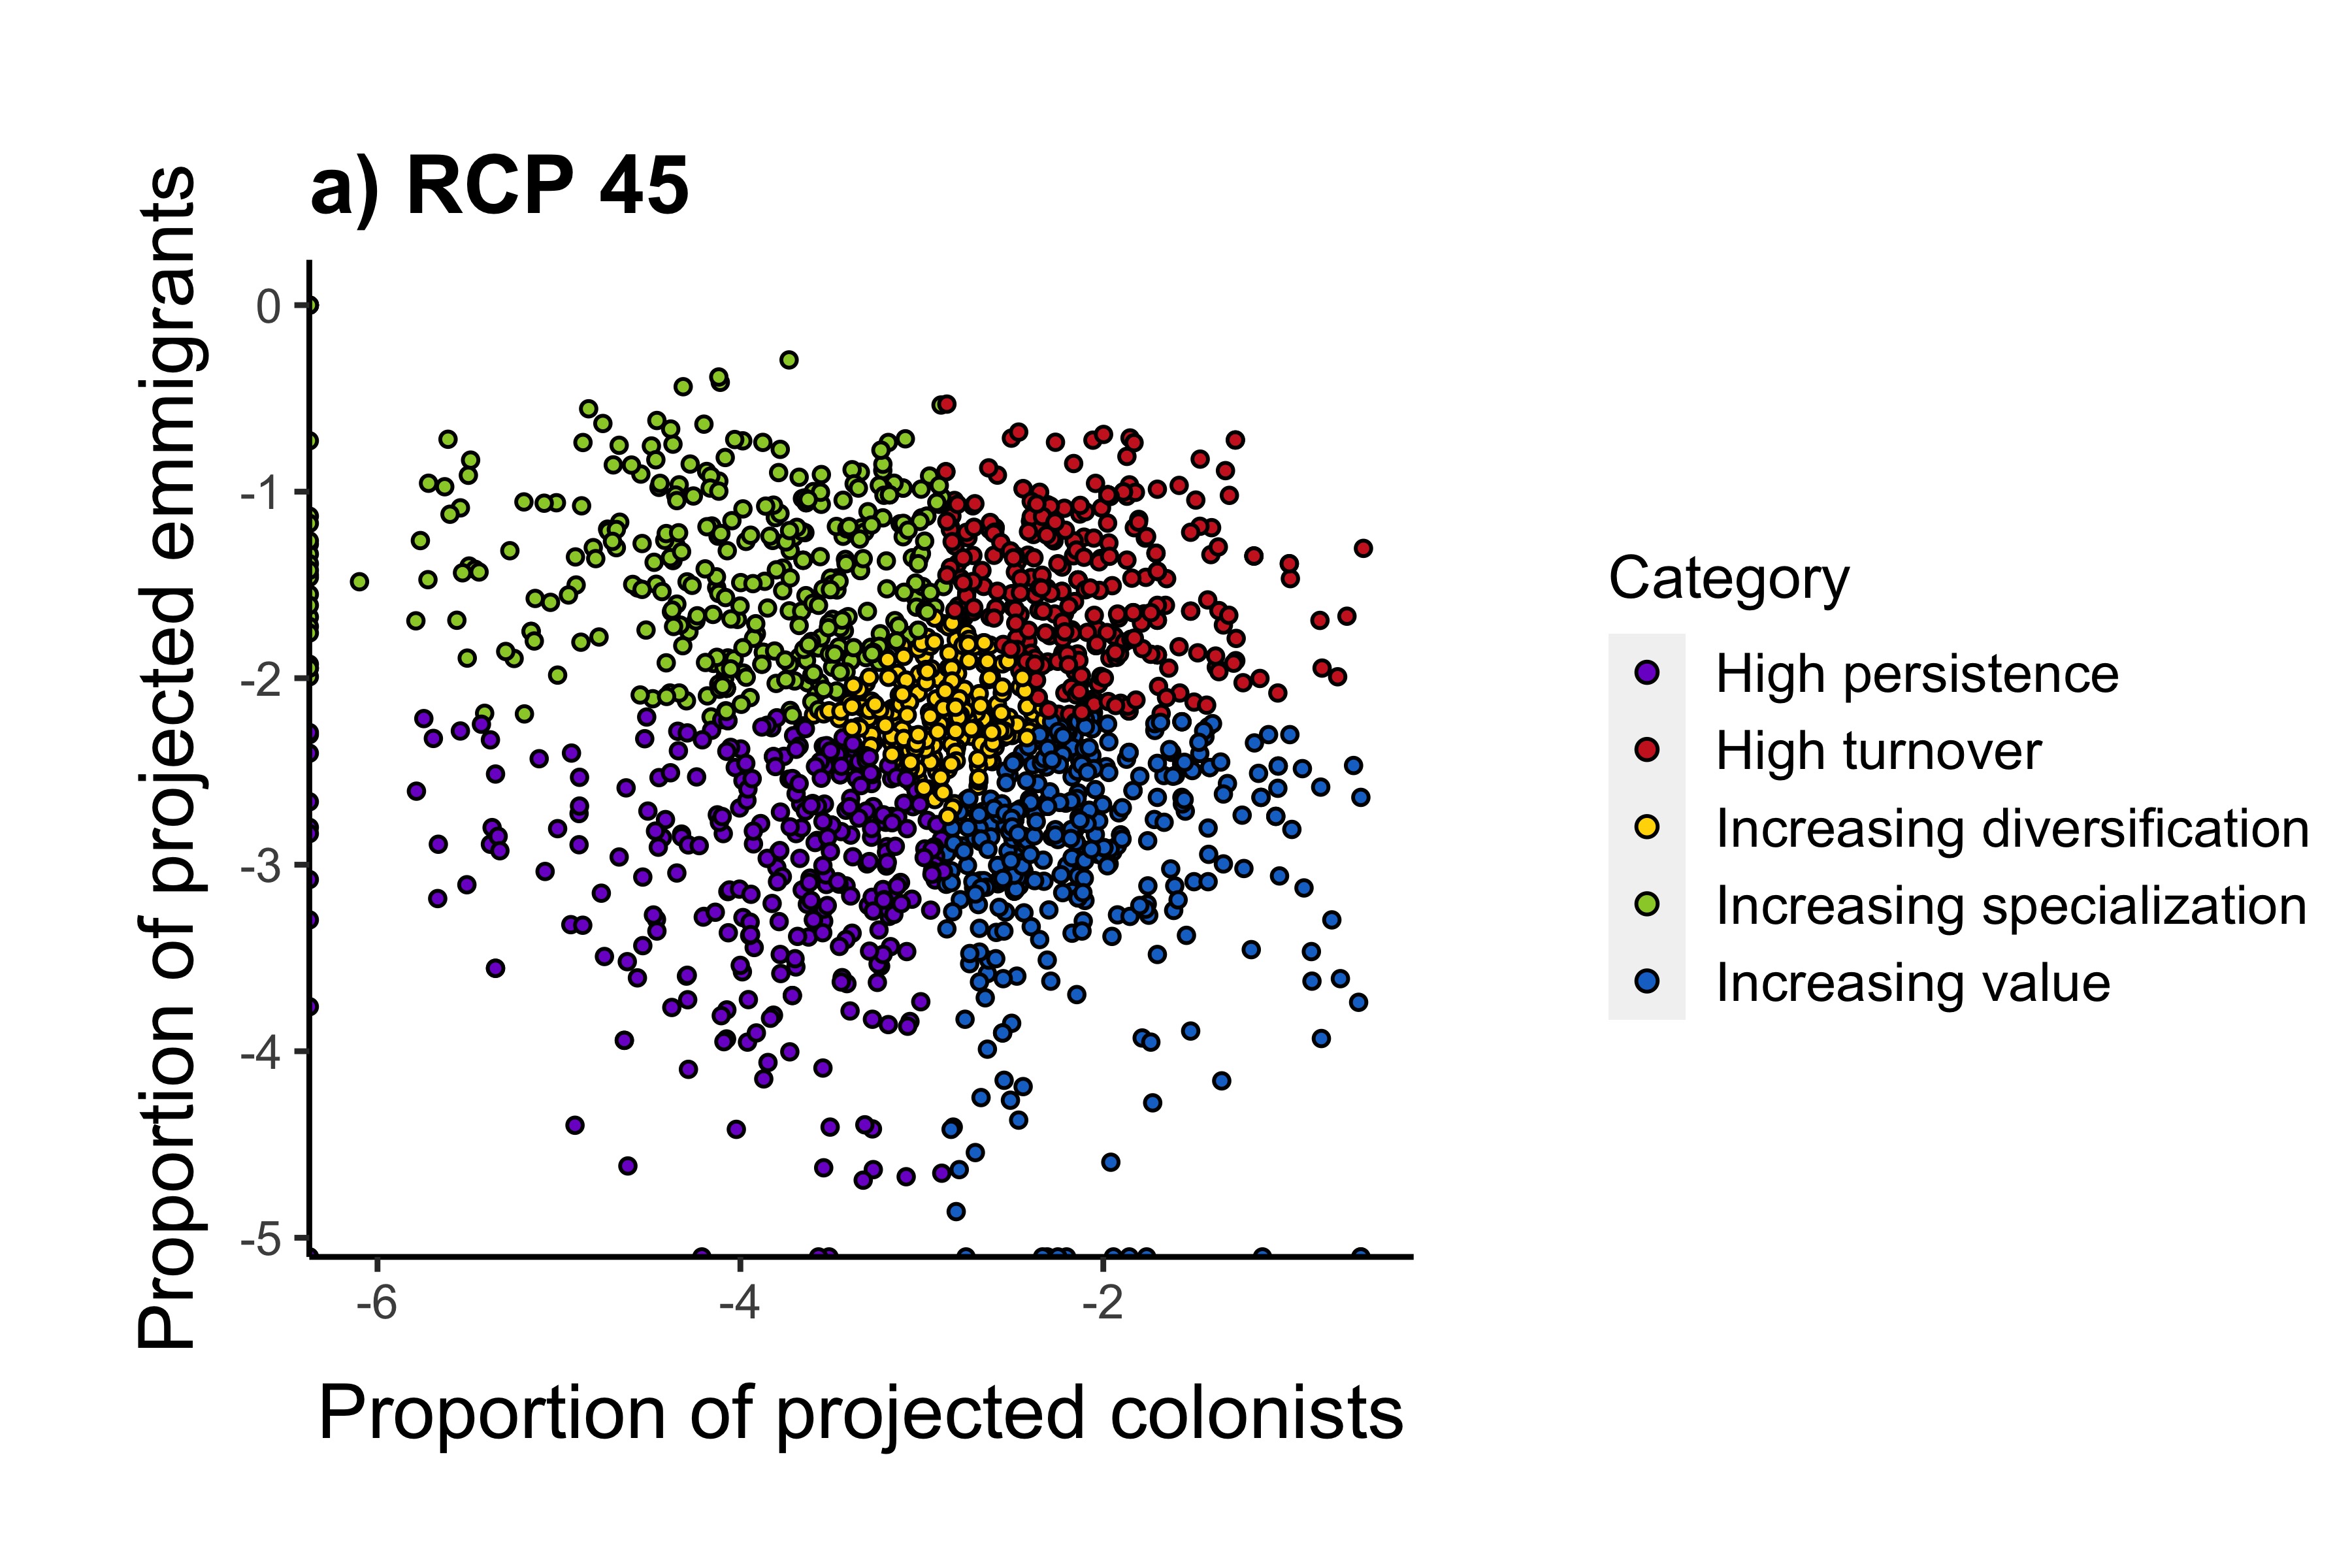 a) RCP 45
Proportion of projected emmigrants
0
-1
-2
-3
-4
-5
-6
-4
-2
Proportion of projected colonists
Category
High persistence
High turnover
Increasing diversification
Increasing specialization
Increasing value